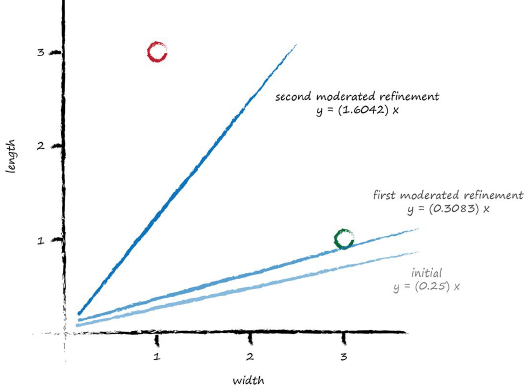 3
second moderated refinement
y = (1.6042) x
length
2
first moderated refinement
y = (0.3083) x
1
initial
y = (0.25) x
1 2 3
width